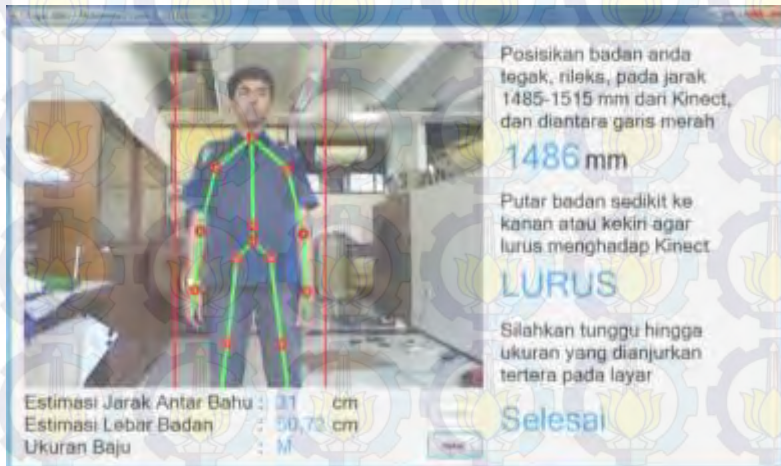 Posisikan badan anda
tegak, rileks, pada jarak
1485-1515 mm dari Kinect,
dan diantara garis merah
1486 mm
Putar badan sedikit ke
kanan atau kekiri agar
lurus menghadap Kinect
LURUS
Silahkan tunggu hingga
ukuran yang dianjurkan
tertera pada layar
Selesai
Estimasi Jarak Antar Bahu : 31 cm
Estimasi Lebar Badan : 50,72 cm
Ukuran Baju : M